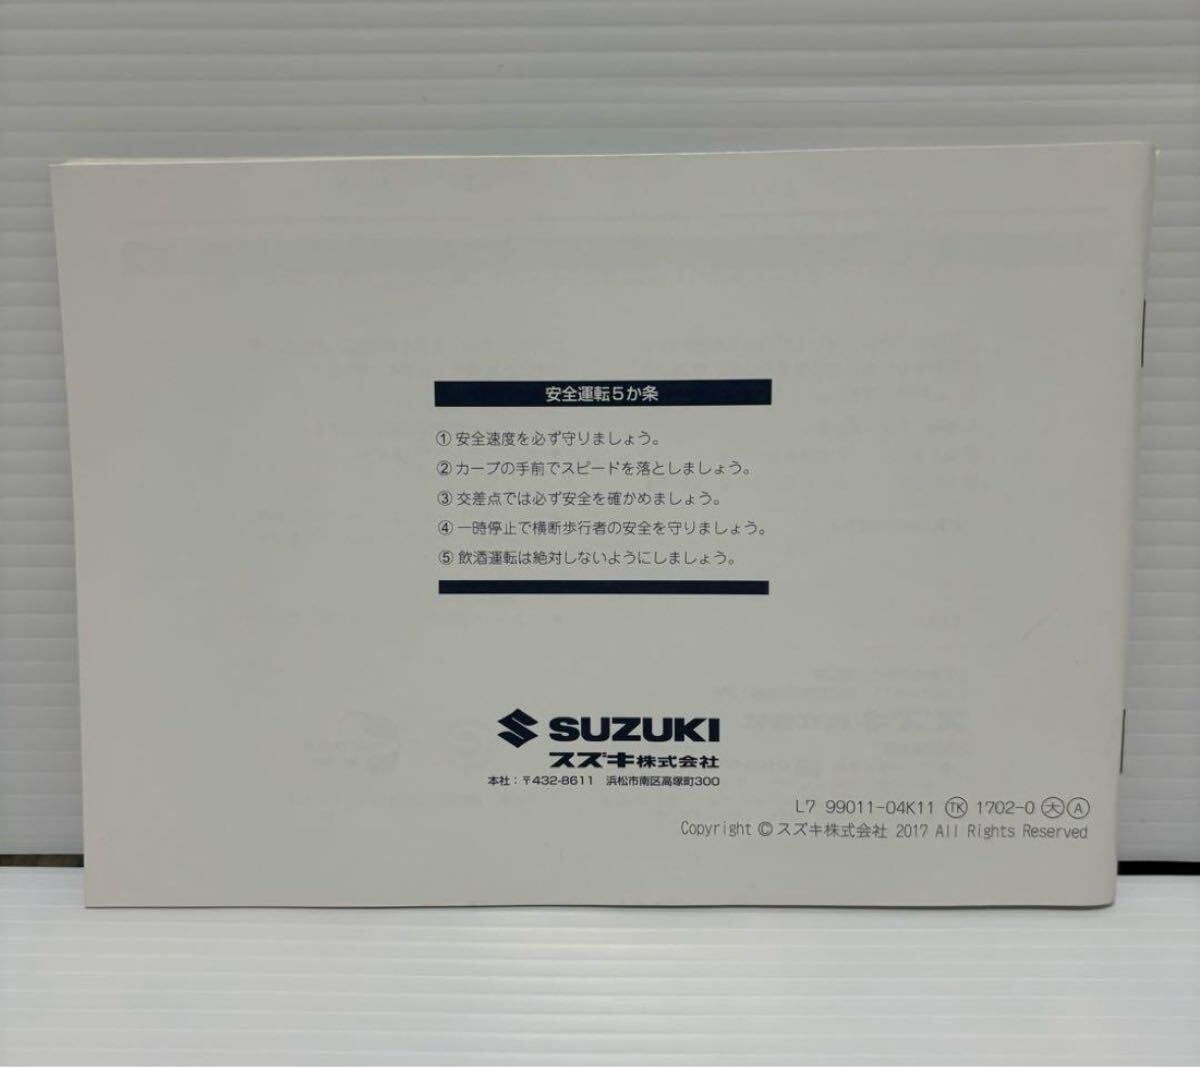 安全運転5か条
① 安全速度を必ず守りましょう。
② カーブの手前でスピードを落としましょう。
③ 交差点では必ず安全を確かめましょう。
④ 一時停止で横断歩行者の安全を守りましょう。
⑤ 飲酒運転は絶対しないようにしましょう。
SUZUKI
スズキ株式会社
本社：〒432-8611 浜松市南区高塚町300
L7 99011-04K11 ㏍ 1702-0 大 Ⓐ
Copyright © スズキ株式会社 2017 All Rights Reserved